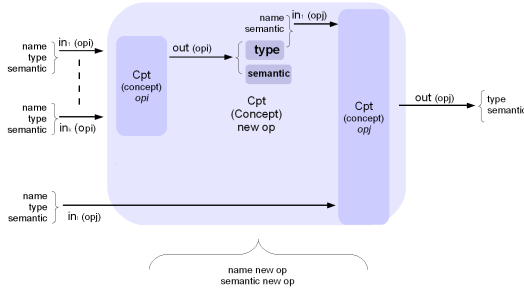 name
type
semantic
in₁ (opi)
name
type
semantic
inₙ (opi)
Cpt
(concept)
opi
out (opi)
type
semantic
name
semantic
in₁ (opj)
Cpt
(Concept)
new op
Cpt
(concept)
opj
out (opj)
type
semantic
name
type
semantic
inᵢ (opj)
name new op
semantic new op